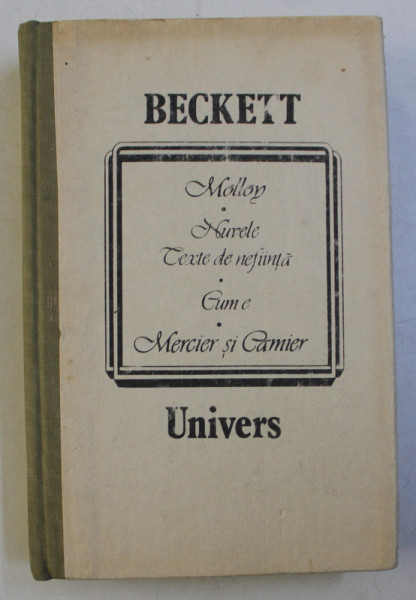 BECKETT
Molloy
Nuvele
Texte de neființă
Cum e
Mercier și Camier
Univers